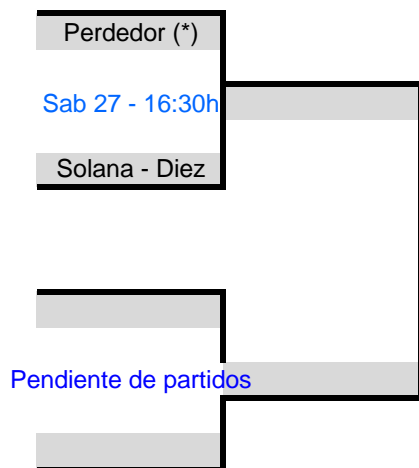 Perdedor (*)
Sab 27 - 16:30h
Solana - Diez
Pendiente de partidos